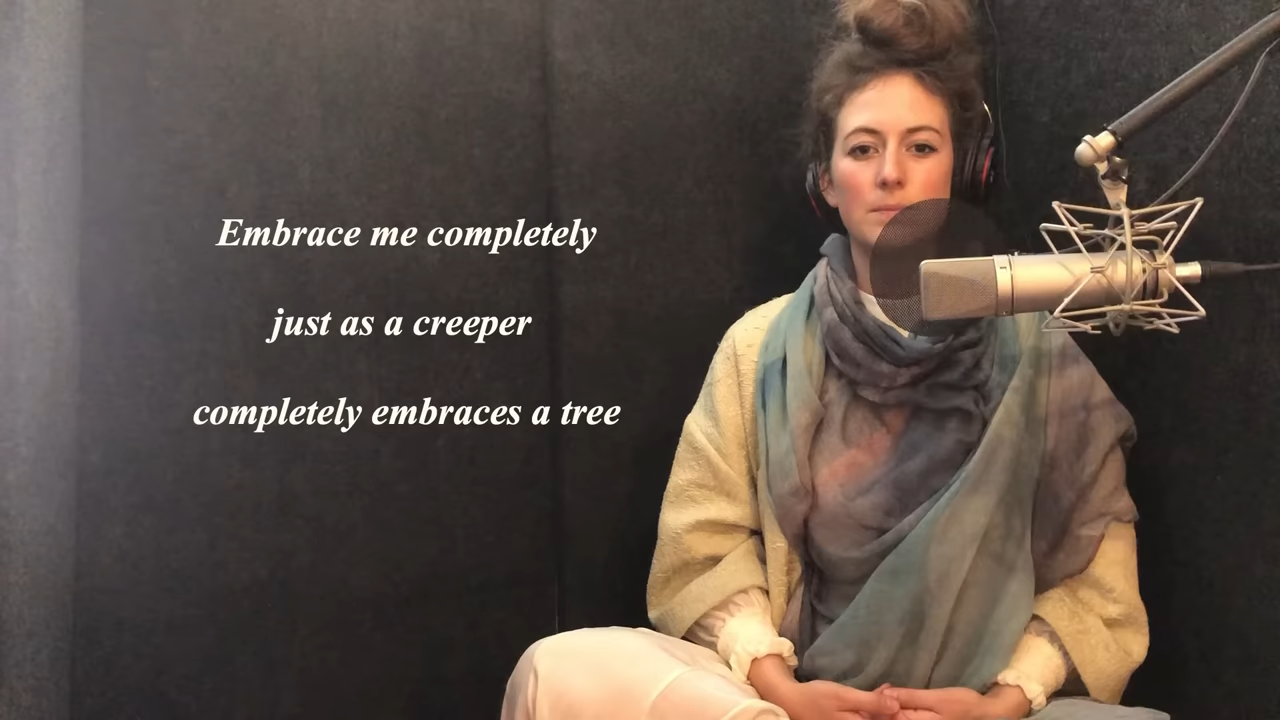 Embrace me completely
just as a creeper
completely embraces a tree